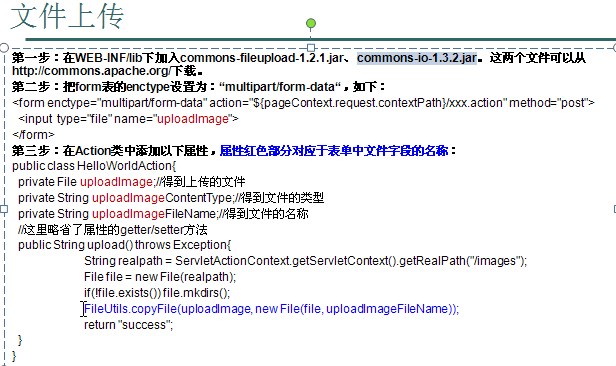 文件上传
第一步：在WEB-INF/lib下加入commons-fileupload-1.2.1.jar、commons-io-1.3.2.jar。这两个文件可以从
http://commons.apache.org/下载。
第二步：把form表的enctype设置为：“multipart/form-data“，如下：
<form enctype="multipart/form-data" action="${pageContext.request.contextPath}/xxx.action" method="post">
<input type="file" name="uploadImage">
</form>
第三步：在Action类中添加以下属性，属性红色部分对应于表单中文件字段的名称：
public class HelloWorldAction{
private File uploadImage;//得到上传的文件
private String uploadImageContentType;//得到文件的类型
private String uploadImageFileName;//得到文件的名称
//这里略省了属性的getter/setter方法
public String upload() throws Exception{
String realpath = ServletActionContext.getServletContext().getRealPath("/images");
File file = new File(realpath);
if(!file.exists()) file.mkdirs();
FileUtils.copyFile(uploadImage, new File(file, uploadImageFileName));
return "success";
}
}